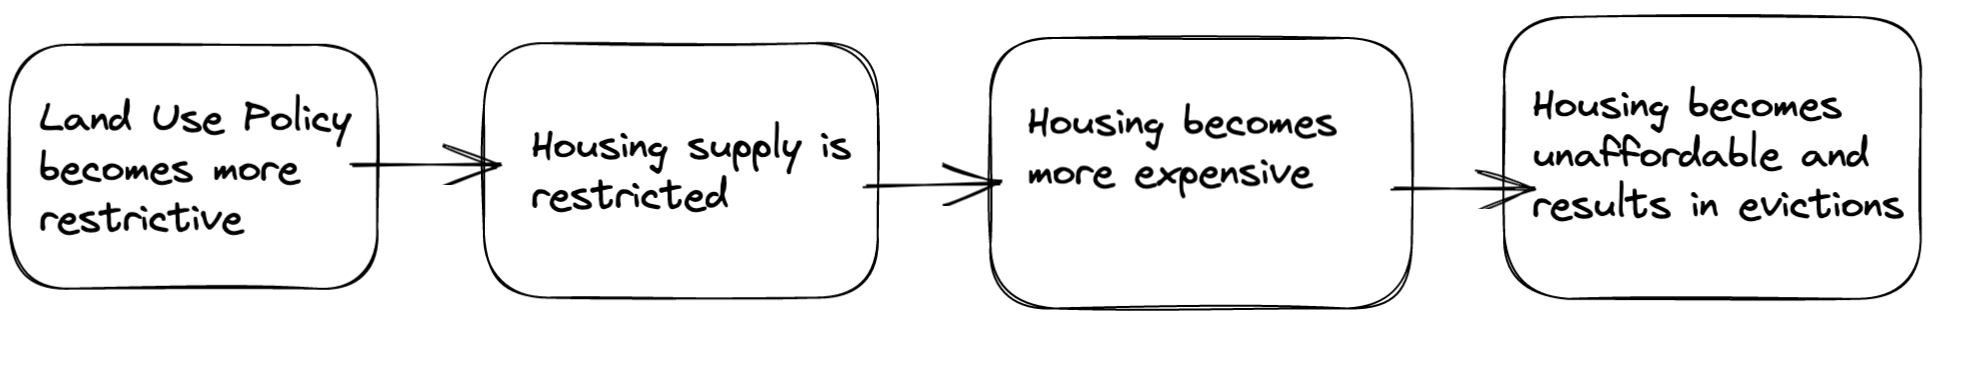 Land Use Policy
becomes more
restrictive
Housing supply is
restricted
Housing becomes
more expensive
Housing becomes
unaffordable and
results in evictions